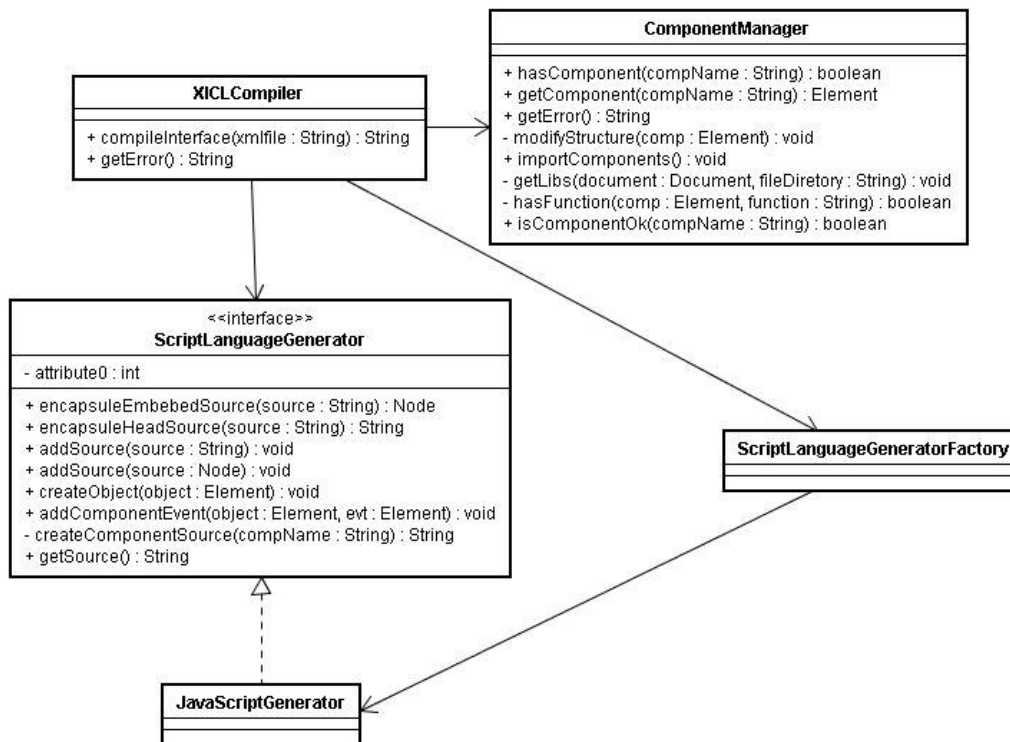 ComponentManager
+ hasComponent(compName : String) : boolean
+ getComponent(compName : String) : Element
+ getError() : String
- modifyStructure(comp : Element) : void
+ importComponents() : void
- getLibs(document : Document, fileDiretory : String) : void
- hasFunction(comp : Element, function : String) : boolean
+ isComponentOk(compName : String) : boolean
XICLCompiler
+ compileInterface(xmlfile : String) : String
+ getError() : String
<<interface>>
ScriptLanguageGenerator
- attribute0 : int
+ encapsuleEmbebedSource(source : String) : Node
+ encapsuleHeadSource(source : String) : String
+ addSource(source : String) : void
+ addSource(source : Node) : void
+ createObject(object : Element) : void
+ addComponentEvent(object : Element, evt : Element) : void
- createComponentSource(compName : String) : String
+ getSource() : String
ScriptLanguageGeneratorFactory
JavaScriptGenerator